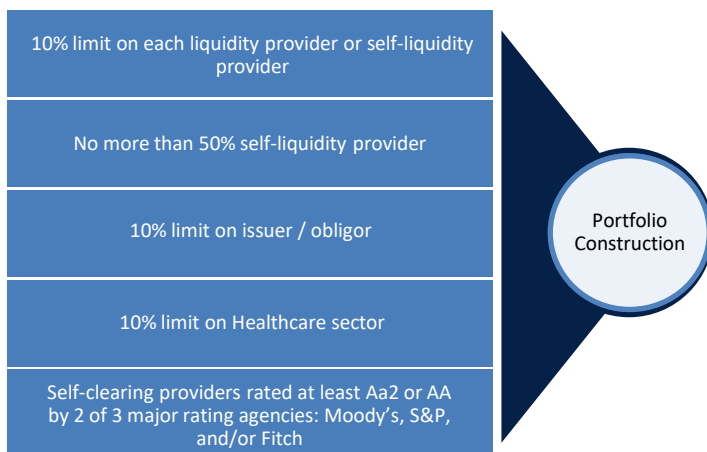 10% limit on each liquidity provider or self-liquidity
provider
No more than 50% self-liquidity provider
10% limit on issuer / obligor
10% limit on Healthcare sector
Self-clearing providers rated at least Aa2 or AA
by 2 of 3 major rating agencies: Moody’s, S&P,
and/or Fitch
Portfolio
Construction